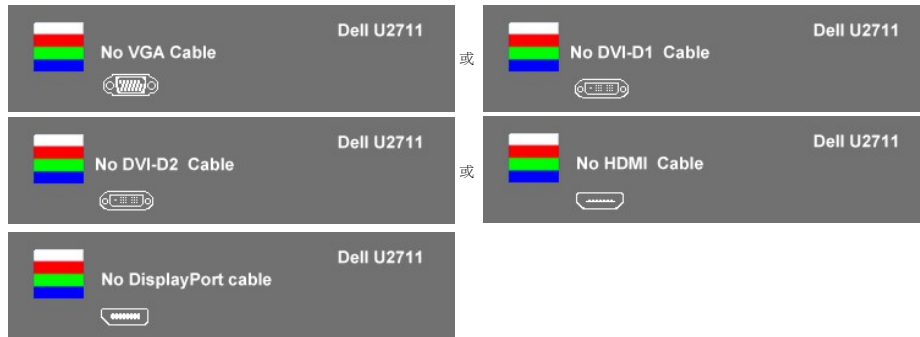 Dell U2711
No VGA Cable
或
Dell U2711
No DVI-D1 Cable
Dell U2711
No DVI-D2 Cable
或
Dell U2711
No HDMI Cable
Dell U2711
No DisplayPort cable